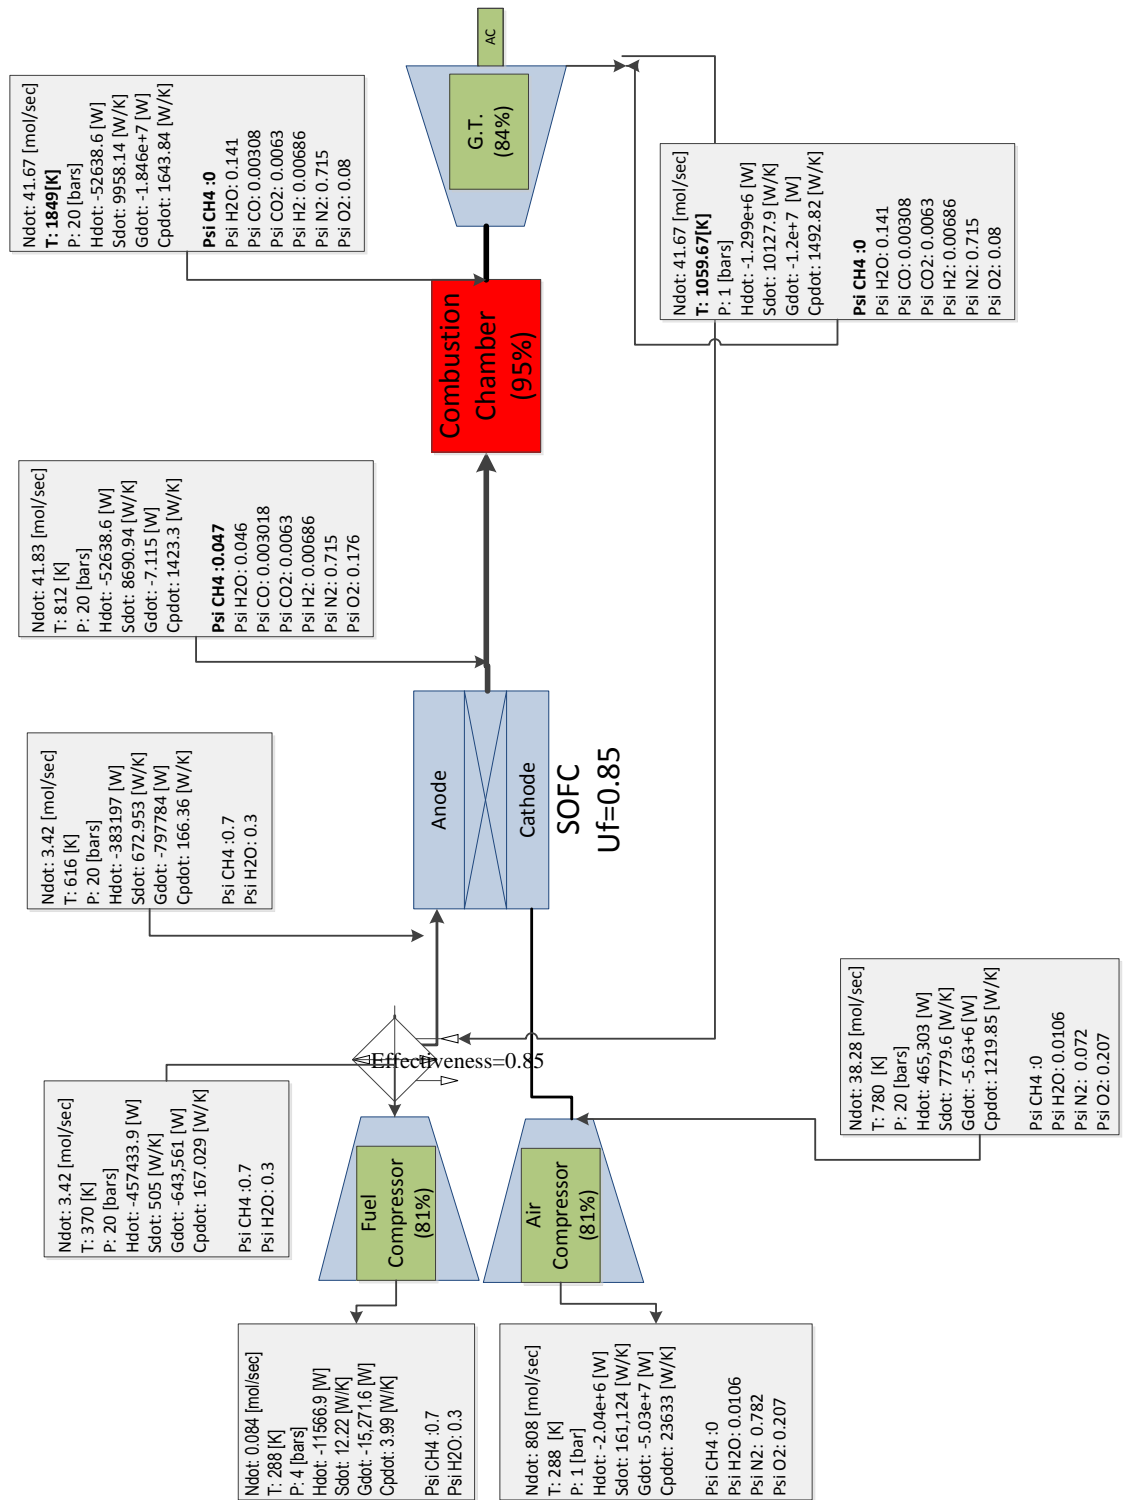 Ndot: 0.084 [mol/sec]
T: 288 [K]
P: 4 [bars]
Hdot: -11566.9 [W]
Sdot: 12.22 [W/K]
Gdot: -15,271.6 [W]
Cpdot: 3.99 [W/K]
Psi CH4 :0.7
Psi H2O: 0.3
Ndot: 808 [mol/sec]
T: 288 [K]
P: 1 [bar]
Hdot: -2.04e+6 [W]
Sdot: 161,124 [W/K]
Gdot: -5.03e+7 [W]
Cpdot: 23633 [W/K]
Psi CH4 :0
Psi H2O: 0.0106
Psi N2: 0.782
Psi O2: 0.207
Fuel
Compressor
(81%)
Air
Compressor
(81%)
Ndot: 3.42 [mol/sec]
T: 370 [K]
P: 20 [bars]
Hdot: -457433.9 [W]
Sdot: 505 [W/K]
Gdot: -643,561 [W]
Cpdot: 167.029 [W/K]
Psi CH4 :0.7
Psi H2O: 0.3
Effectiveness=0.85
Ndot: 38.28 [mol/sec]
T: 780 [K]
P: 20 [bars]
Hdot: 465,303 [W]
Sdot: 7779.6 [W/K]
Gdot: -5.63+6 [W]
Cpdot: 1219.85 [W/K]
Psi CH4 :0
Psi H2O: 0.0106
Psi N2: 0.072
Psi O2: 0.207
Ndot: 3.42 [mol/sec]
T: 616 [K]
P: 20 [bars]
Hdot: -383197 [W]
Sdot: 672.953 [W/K]
Gdot: -797784 [W]
Cpdot: 166.36 [W/K]
Psi CH4 :0.7
Psi H2O: 0.3
Anode
Cathode
SOFC
Uf=0.85
Ndot: 41.83 [mol/sec]
T: 812 [K]
P: 20 [bars]
Hdot: -52638.6 [W]
Sdot: 8690.94 [W/K]
Gdot: -7.115 [W]
Cpdot: 1423.3 [W/K]
Psi CH4 :0.047
Psi H2O: 0.046
Psi CO: 0.003018
Psi CO2: 0.0063
Psi H2: 0.00686
Psi N2: 0.715
Psi O2: 0.176
Combustion
Chamber
(95%)
Ndot: 41.67 [mol/sec]
T: 1849[K]
P: 20 [bars]
Hdot: -52638.6 [W]
Sdot: 9958.14 [W/K]
Gdot: -1.846e+7 [W]
Cpdot: 1643.84 [W/K]
Psi CH4 :0
Psi H2O: 0.141
Psi CO: 0.00308
Psi CO2: 0.0063
Psi H2: 0.00686
Psi N2: 0.715
Psi O2: 0.08
G.T.
(84%)
AC
Ndot: 41.67 [mol/sec]
T: 1059.67[K]
P: 1 [bars]
Hdot: -1.299e+6 [W]
Sdot: 10127.9 [W/K]
Gdot: -1.2e+7 [W]
Cpdot: 1492.82 [W/K]
Psi CH4 :0
Psi H2O: 0.141
Psi CO: 0.00308
Psi CO2: 0.0063
Psi H2: 0.00686
Psi N2: 0.715
Psi O2: 0.08